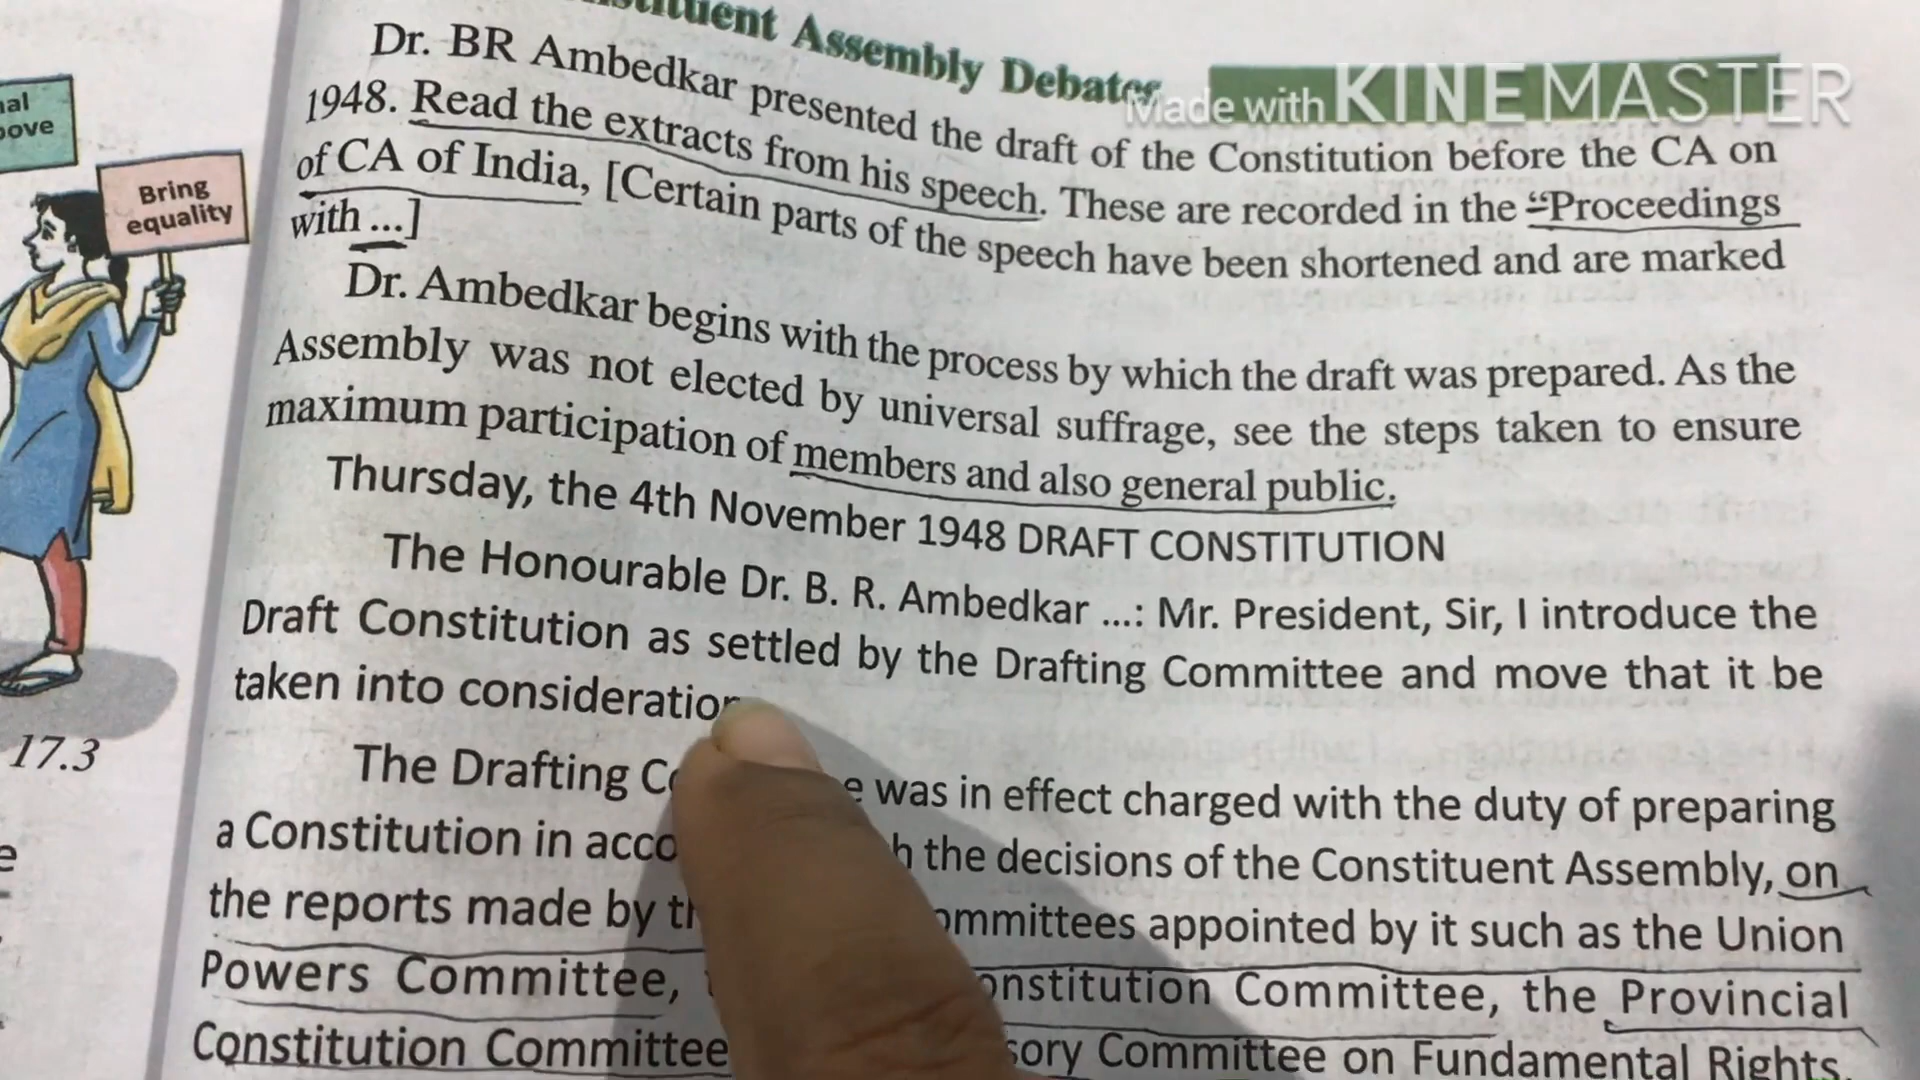 Assembly Debates
Made with KINEMASTER
Dr. BR Ambedkar presented the draft of the Constitution before the CA on
1948. Read the extracts from his speech. These are recorded in the “Proceedings
of CA of India, [Certain parts of the speech have been shortened and are marked
with ...]
Dr. Ambedkar begins with the process by which the draft was prepared. As the
Assembly was not elected by universal suffrage, see the steps taken to ensure
maximum participation of members and also general public.
Thursday, the 4th November 1948 DRAFT CONSTITUTION
The Honourable Dr. B. R. Ambedkar ...: Mr. President, Sir, I introduce the
Draft Constitution as settled by the Drafting Committee and move that it be
taken into consideration
The Drafting was in effect charged with the duty of preparing
a Constitution in the decisions of the Constituent Assembly, on
the reports made by appointed by it such as the Union
Powers Committee, Committee, the Provincial
Constitution Committee Committee on Fundamental Rights,
Bring
equality
17.3